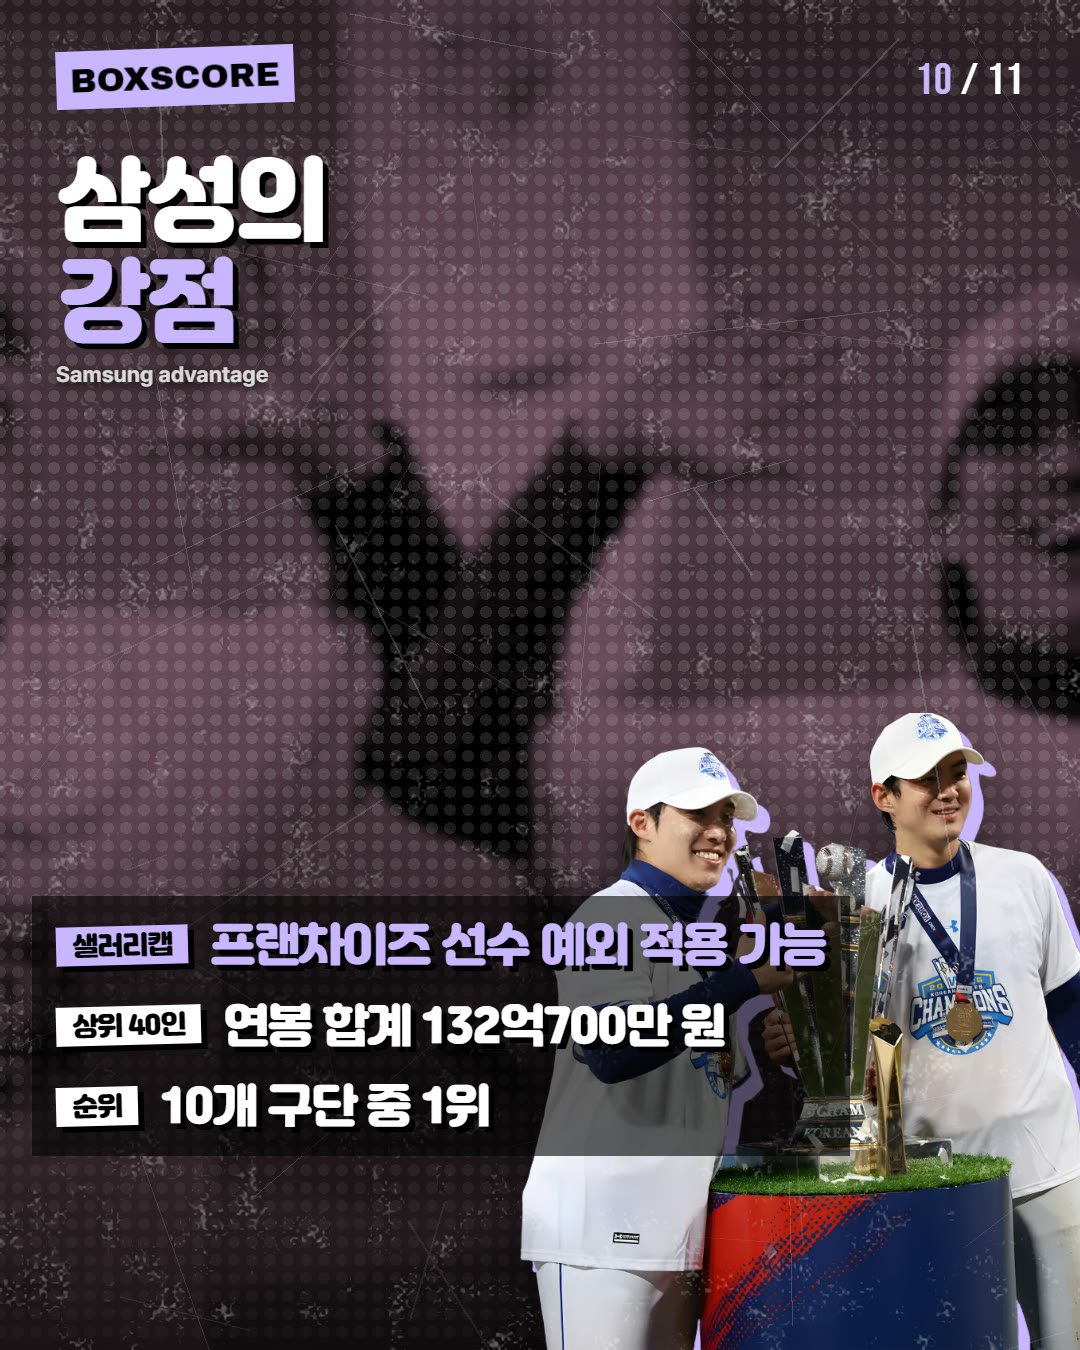 BOXSCORE
10 / 11
삼성의
강점
Samsung advantage
샐러리캡 프랜차이즈 선수 예외 적용 가능
상위 40인 연봉 합계 132억700만 원
순위 10개 구단 중 1위
CHAMPIONS
KOREAN